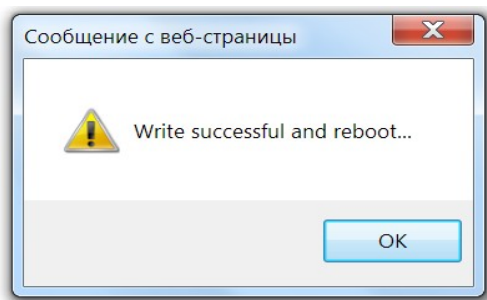 Сообщение с веб-страницы
Write successful and reboot...
OK